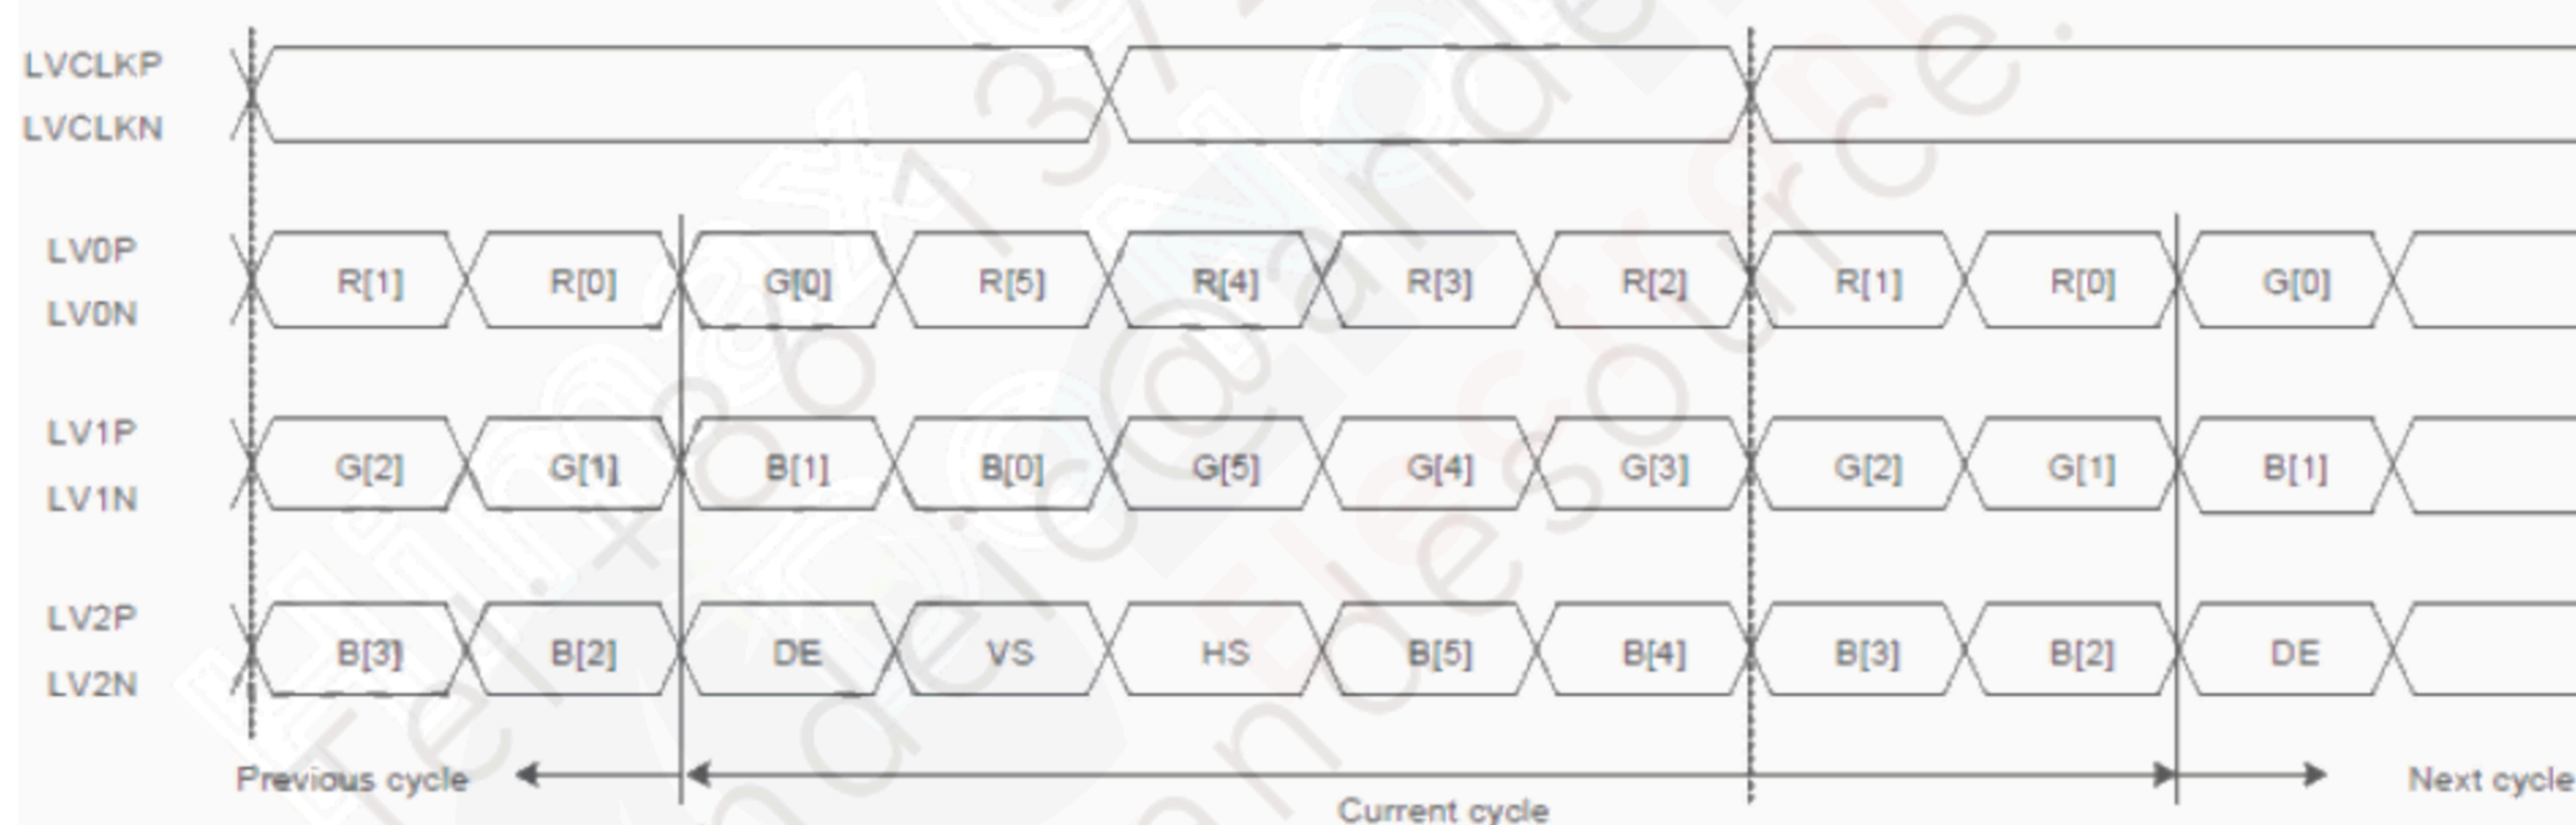 LVCLKP
LVCLKN
LV0P
R[1] R[0] G[0] R[5] R[4] R[3] R[2] R[1] R[0] G[0]
LV0N
LV1P
G[2] G[1] B[1] B[0] G[5] G[4] G[3] G[2] G[1] B[1]
LV1N
LV2P
B[3] B[2] DE VS HS B[5] B[4] B[3] B[2] DE
LV2N
Previous cycle Next cycle
Current cycle
Himax